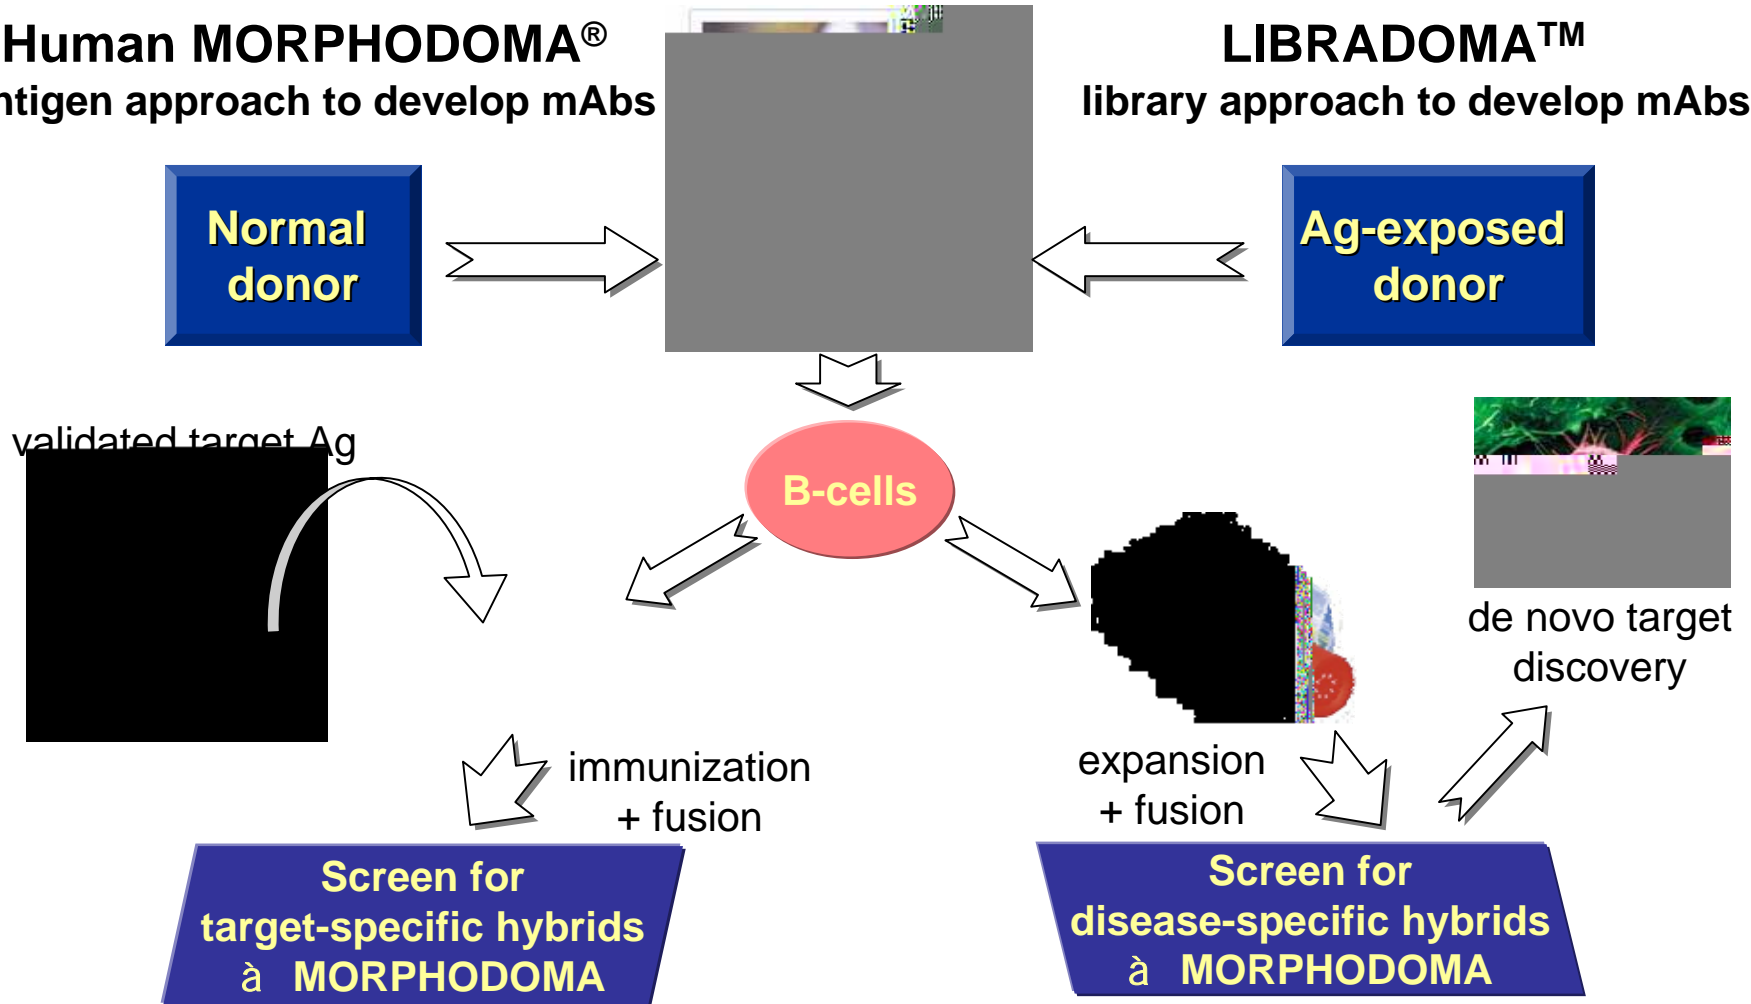 Human MORPHODOMA®
ntigen approach to develop mAbs
LIBRADOMA™
library approach to develop mAbs
Normal
donor
Ag-exposed
donor
validated target Ag
B-cells
de novo target
discovery
immunization
+ fusion
expansion
+ fusion
Screen for
target-specific hybrids
à MORPHODOMA
Screen for
disease-specific hybrids
à MORPHODOMA